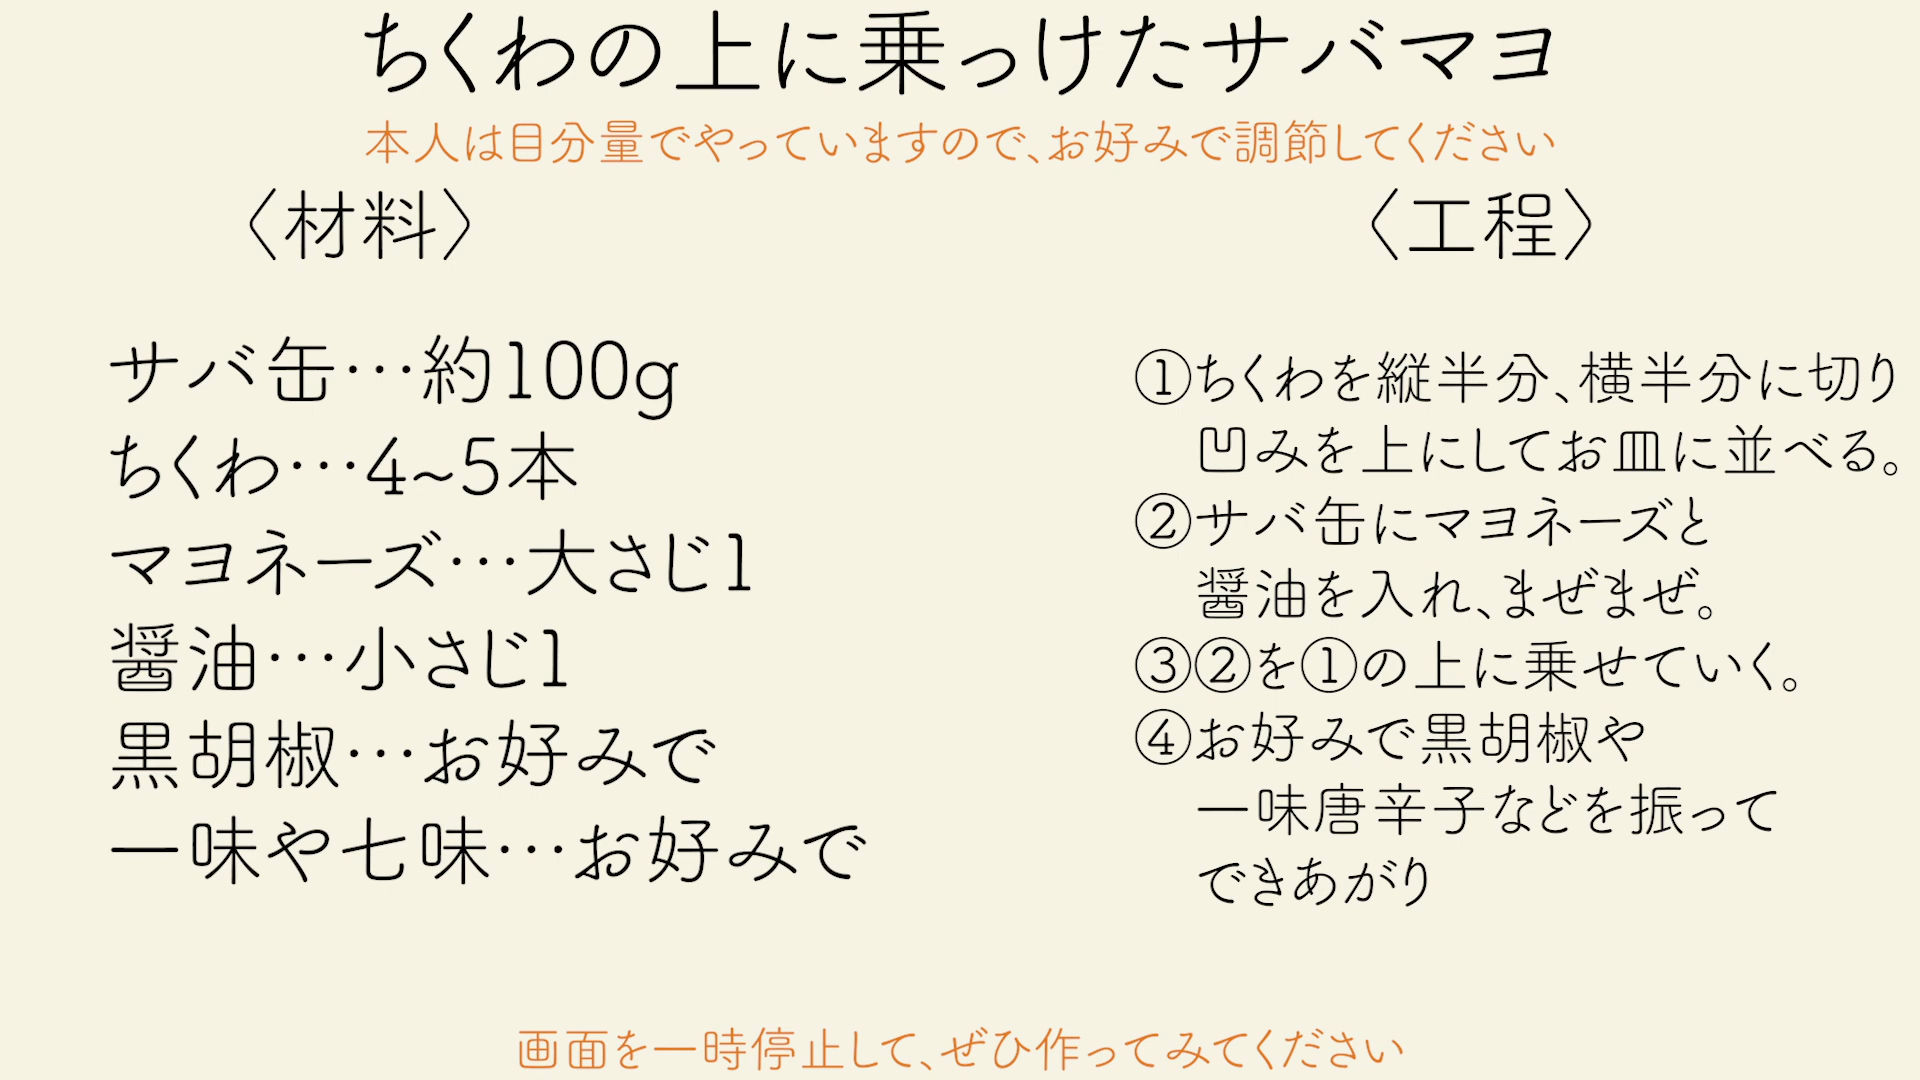 ちくわの上に乗っけたサバマヨ
本人は目分量でやっていますので、お好みで調節してください
〈材料〉
サバ缶…約100g
ちくわ…4~5本
マヨネーズ…大さじ1
醤油…小さじ1
黒胡椒…お好みで
一味や七味…お好みで
〈工程〉
①ちくわを縦半分、横半分に切り
凹みを上にしてお皿に並べる。
②サバ缶にマヨネーズと
醤油を入れ、まぜまぜ。
③②を①の上に乗せていく。
④お好みで黒胡椒や
一味唐辛子などを振って
できあがり
画面を一時停止して、ぜひ作ってみてください